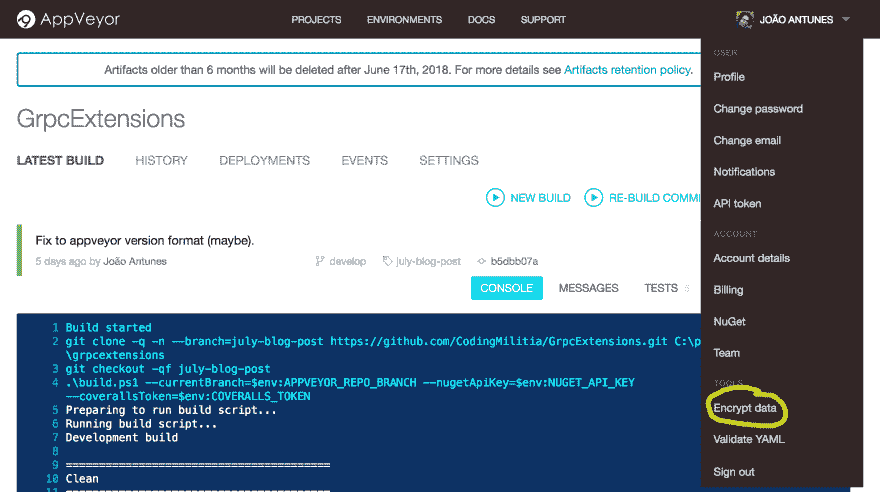 AppVeyor
PROJECTS ENVIRONMENTS DOCS SUPPORT JOÃO ANTUNES
Artifacts older than 6 months will be deleted after June 17th, 2018. For more details see Artifacts retention policy.
GrpcExtensions
LATEST BUILD HISTORY DEPLOYMENTS EVENTS SETTINGS
NEW BUILD RE-BUILD COMMI
Fix to appveyor version format (maybe).
5 days ago by João Antunes develop july-blog-post b5dbb07a
CONSOLE MESSAGES TESTS 3
1 Build started
2 git clone -q -n --branch=july-blog-post https://github.com/CodingMilitia/GrpcExtensions.git C:\p
\grpcextensions
3 git checkout -qf july-blog-post
4 .\build.ps1 --currentBranch=$env:APPVEYOR_REPO_BRANCH --nugetApiKey=$env:NUGET_API_KEY
--coverallsToken=$env:COVERALLS_TOKEN
5 Preparing to run build script...
6 Running build script...
7 Development build
8
9 ========================================
10 Clean
11 ========================================
USER
Profile
Change password
Change email
Notifications
API token
ACCOUNT
Account details
Billing
NuGet
Team
TOOLS
Encrypt data
Validate YAML
Sign out